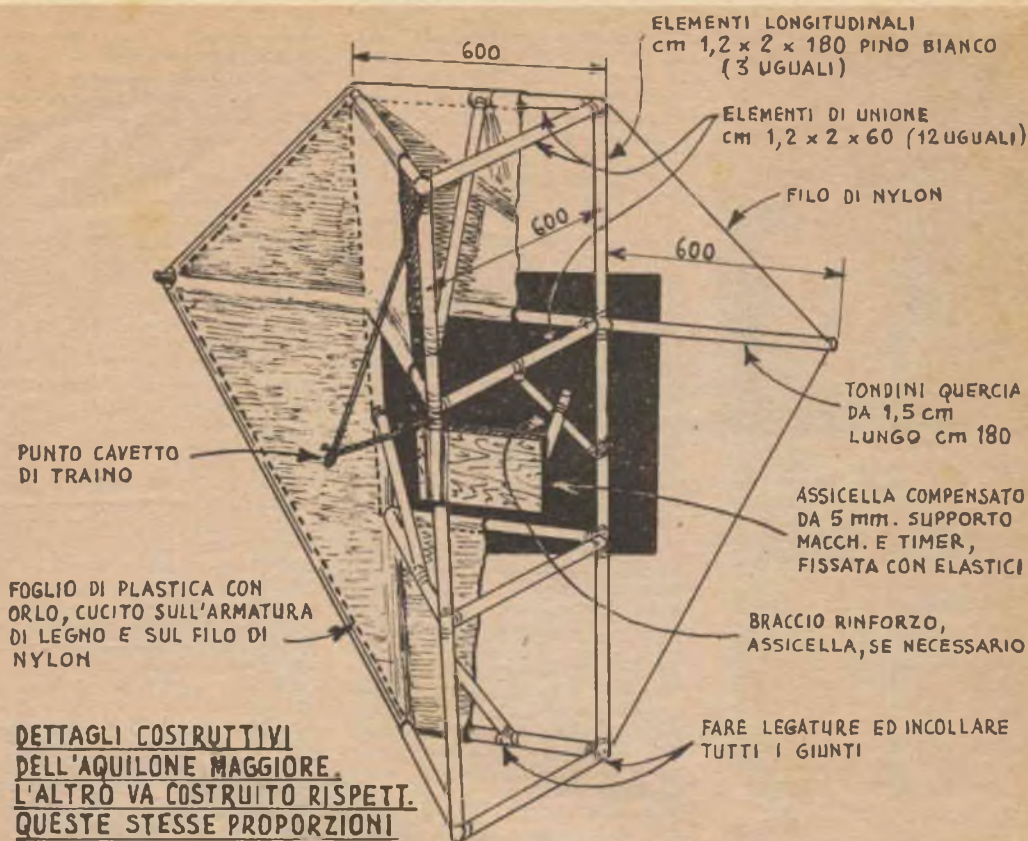 ELEMENTI LONGITUDINALI
cm 1,2 x 2 x 180 PINO BIANCO
(3 UGUALI)
600
ELEMENTI DI UNIONE
cm 1,2 x 2 x 60 (12 UGUALI)
FILO DI NYLON
600
600
TONDINI QUERCIA
DA 1,5 cm
LUNGO cm 180
PUNTO CAVETTO
DI TRAINO
ASSICELLA COMPENSATO
DA 5 mm. SUPPORTO
MACCH. E TIMER,
FISSATA CON ELASTICI
FOGLIO DI PLASTICA CON
ORLO, CUCITO SULL'ARMATURA
DI LEGNO E SUL FILO DI
NYLON
BRACCIO RINFORZO,
ASSICELLA, SE NECESSARIO
FARE LEGATURE ED INCOLLARE
TUTTI I GIUNTI
DETTAGLI COSTRUTTIVI
DELL'AQUILONE MAGGIORE.
L'ALTRO VA COSTRUITO RISPETT.
QUESTE STESSE PROPORZIONI